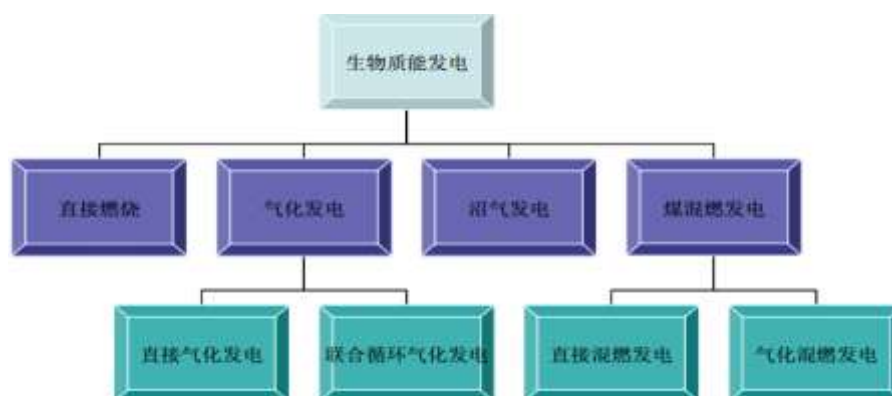 生物质能发电
直接燃烧
气化发电
沼气发电
煤混燃发电
直接气化发电
联合循环气化发电
直接混燃发电
气化混燃发电